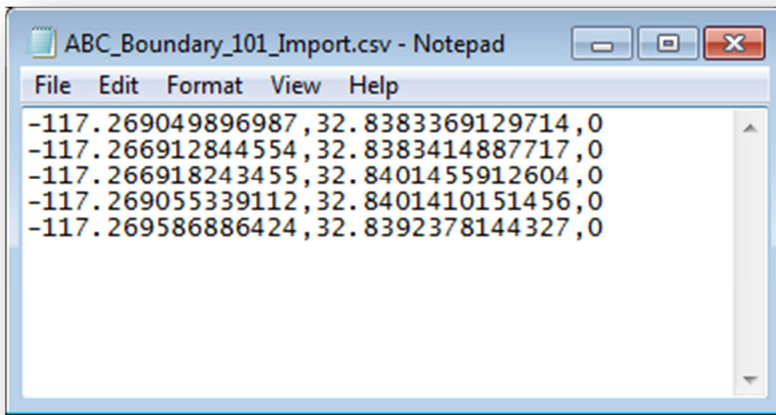 ABC_Boundary_101_Import.csv - Notepad
File Edit Format View Help
-117.269049896987,32.8383369129714,0
-117.266912844554,32.8383414887771,0
-117.266918243455,32.8401455912604,0
-117.269055339112,32.8401410151456,0
-117.269586886424,32.8392378144327,0